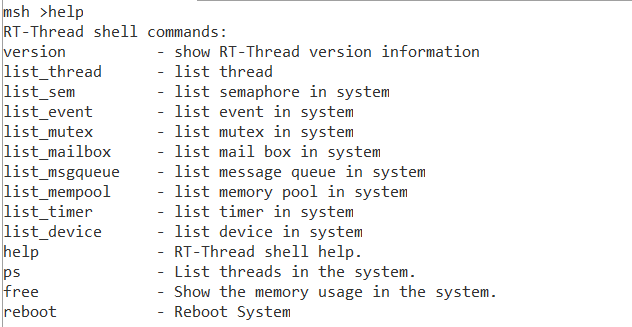 msh >help
RT-Thread shell commands:
version          - show RT-Thread version information
list_thread      - list thread
list_sem         - list semaphore in system
list_event       - list event in system
list_mutex       - list mutex in system
list_mailbox     - list mail box in system
list_msgqueue    - list message queue in system
list_mempool     - list memory pool in system
list_timer       - list timer in system
list_device      - list device in system
help             - RT-Thread shell help.
ps               - List threads in the system.
free             - Show the memory usage in the system.
reboot           - Reboot System